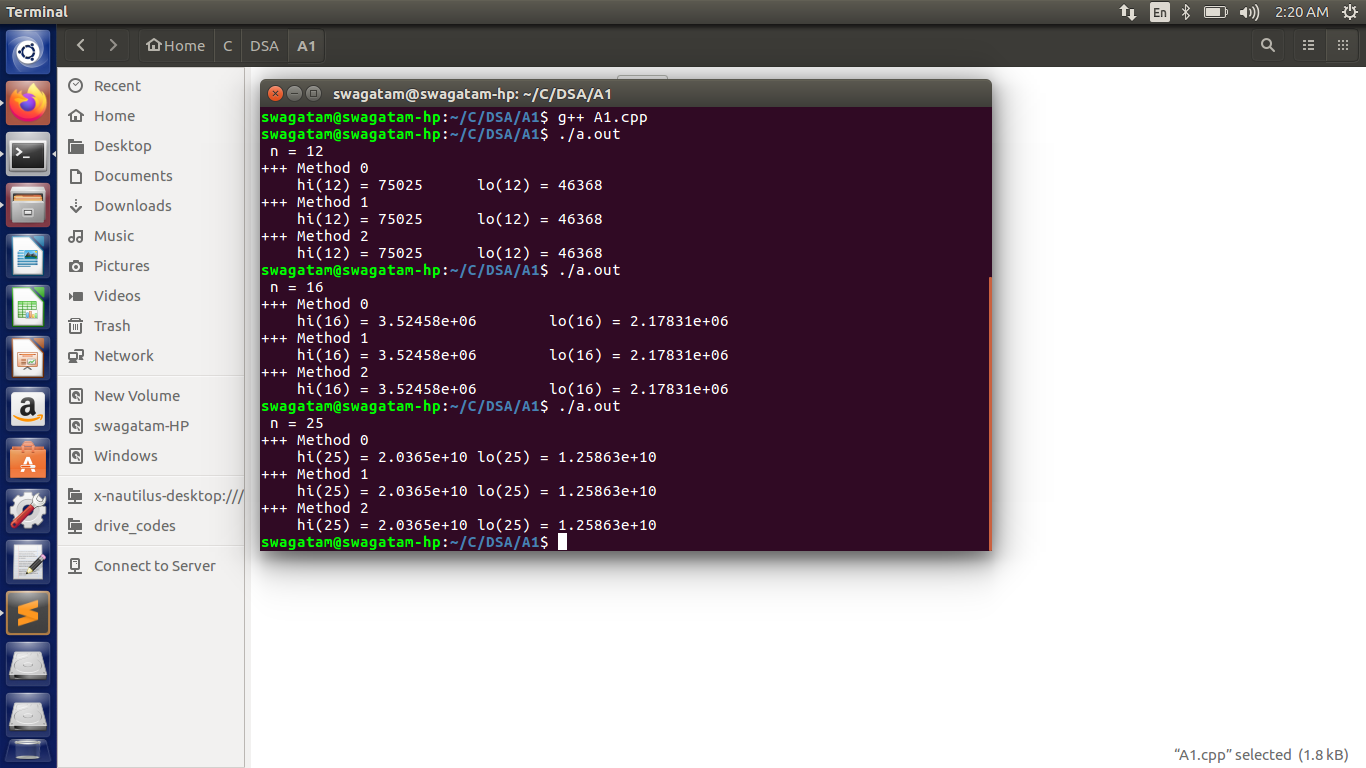 Terminal
En
2:20 AM
Home C DSA A1
Recent
Home
Desktop
Documents
Downloads
Music
Pictures
Videos
Trash
Network
New Volume
swagatam-HP
Windows
x-nautilus-desktop:///
drive_codes
Connect to Server
swagatam@swagatam-hp: ~/C/DSA/A1
swagatam@swagatam-hp:~/C/DSA/A1$ g++ A1.cpp
swagatam@swagatam-hp:~/C/DSA/A1$ ./a.out
n = 12
+++ Method 0
hi(12) = 75025 lo(12) = 46368
+++ Method 1
hi(12) = 75025 lo(12) = 46368
+++ Method 2
hi(12) = 75025 lo(12) = 46368
swagatam@swagatam-hp:~/C/DSA/A1$ ./a.out
n = 16
+++ Method 0
hi(16) = 3.52458e+06 lo(16) = 2.17831e+06
+++ Method 1
hi(16) = 3.52458e+06 lo(16) = 2.17831e+06
+++ Method 2
hi(16) = 3.52458e+06 lo(16) = 2.17831e+06
swagatam@swagatam-hp:~/C/DSA/A1$ ./a.out
n = 25
+++ Method 0
hi(25) = 2.0365e+10 lo(25) = 1.25863e+10
+++ Method 1
hi(25) = 2.0365e+10 lo(25) = 1.25863e+10
+++ Method 2
hi(25) = 2.0365e+10 lo(25) = 1.25863e+10
swagatam@swagatam-hp:~/C/DSA/A1$
“A1.cpp” selected (1.8 kB)